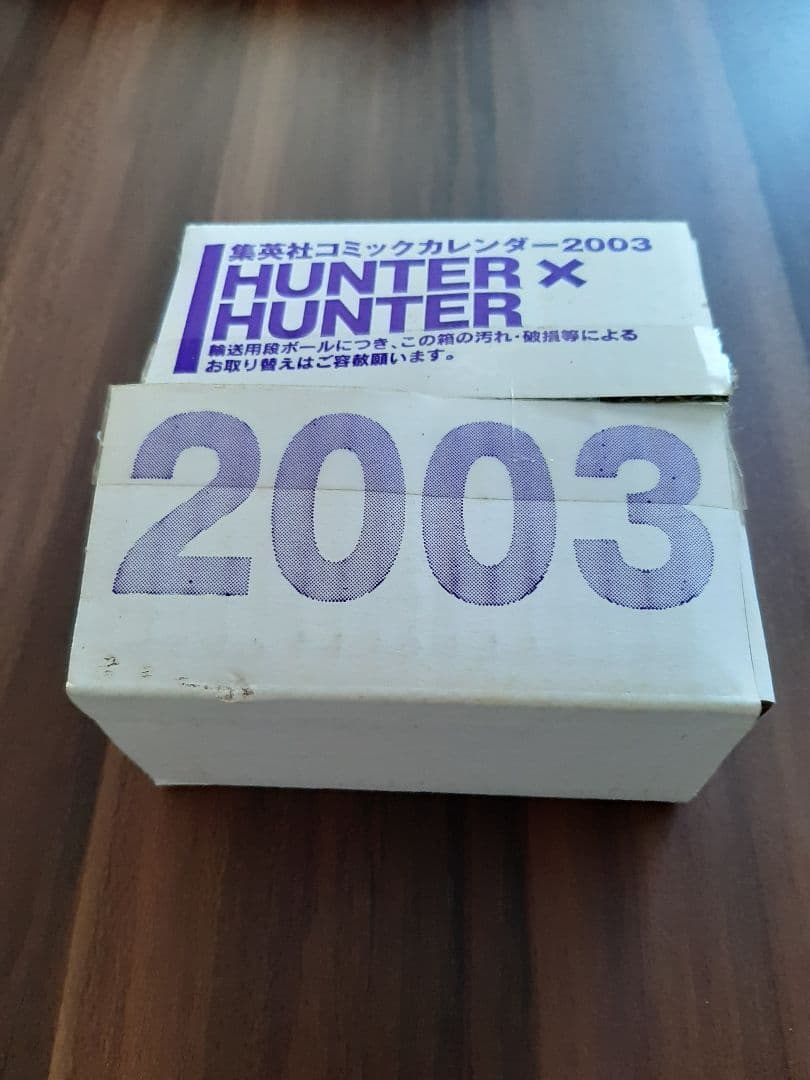 集英社コミックカレンダー2003
HUNTER×
HUNTER
輸送用段ボールにつき、この箱の汚れ・破損等による
お取り替えはご容赦願います。
2003